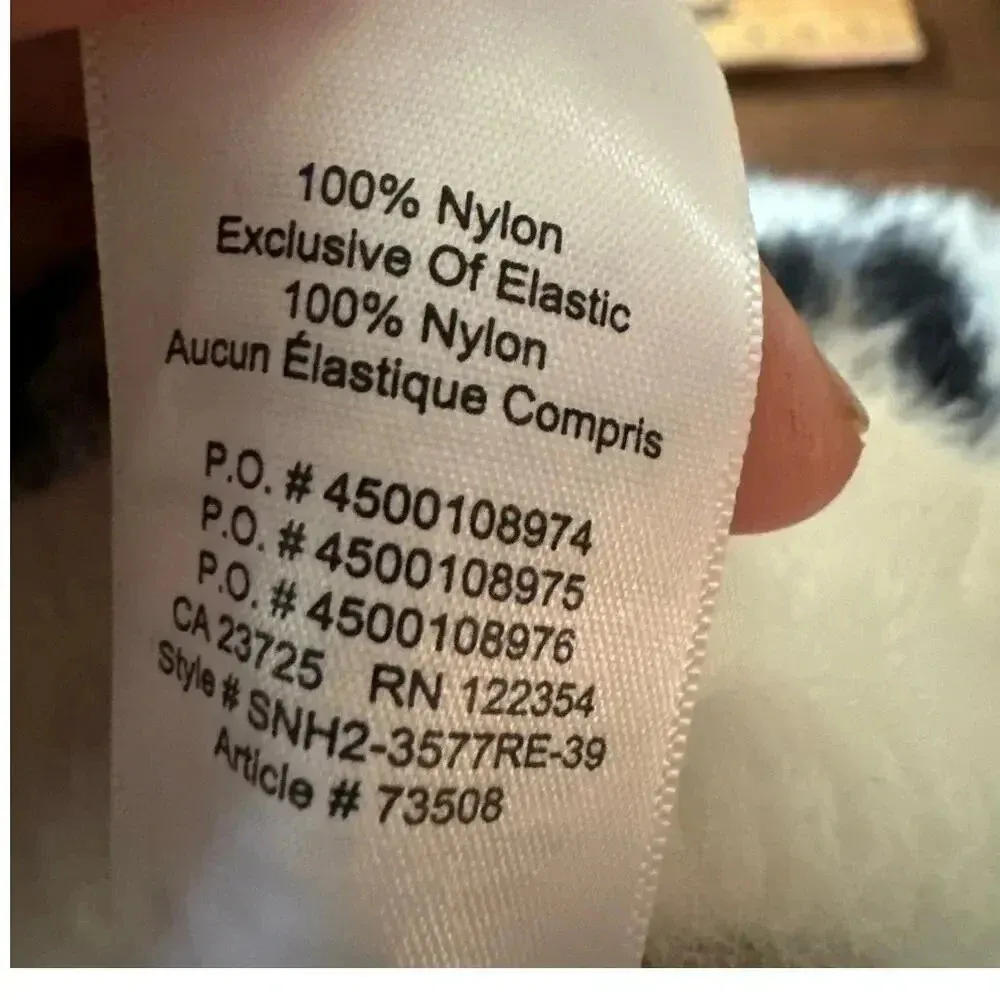 100% Nylon
Exclusive Of Elastic
100% Nylon
Aucun Élastique Compris
P.O. # 4500108974
P.O. # 4500108975
P.O. # 4500108976
CA 23725 RN 122354
Style # SNH2-3577RE-39
Article # 73508